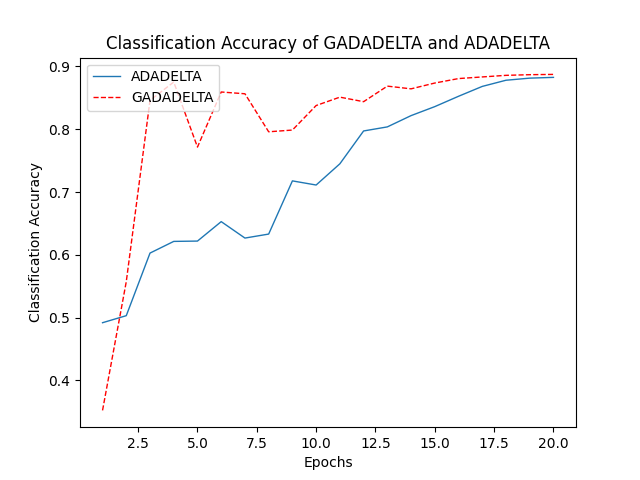 Classification Accuracy of GADADELTA and ADADELTA
ADADELTA
GADADELTA
Classification Accuracy
0.9
0.8
0.7
0.6
0.5
0.4
2.5 5.0 7.5 10.0 12.5 15.0 17.5 20.0
Epochs